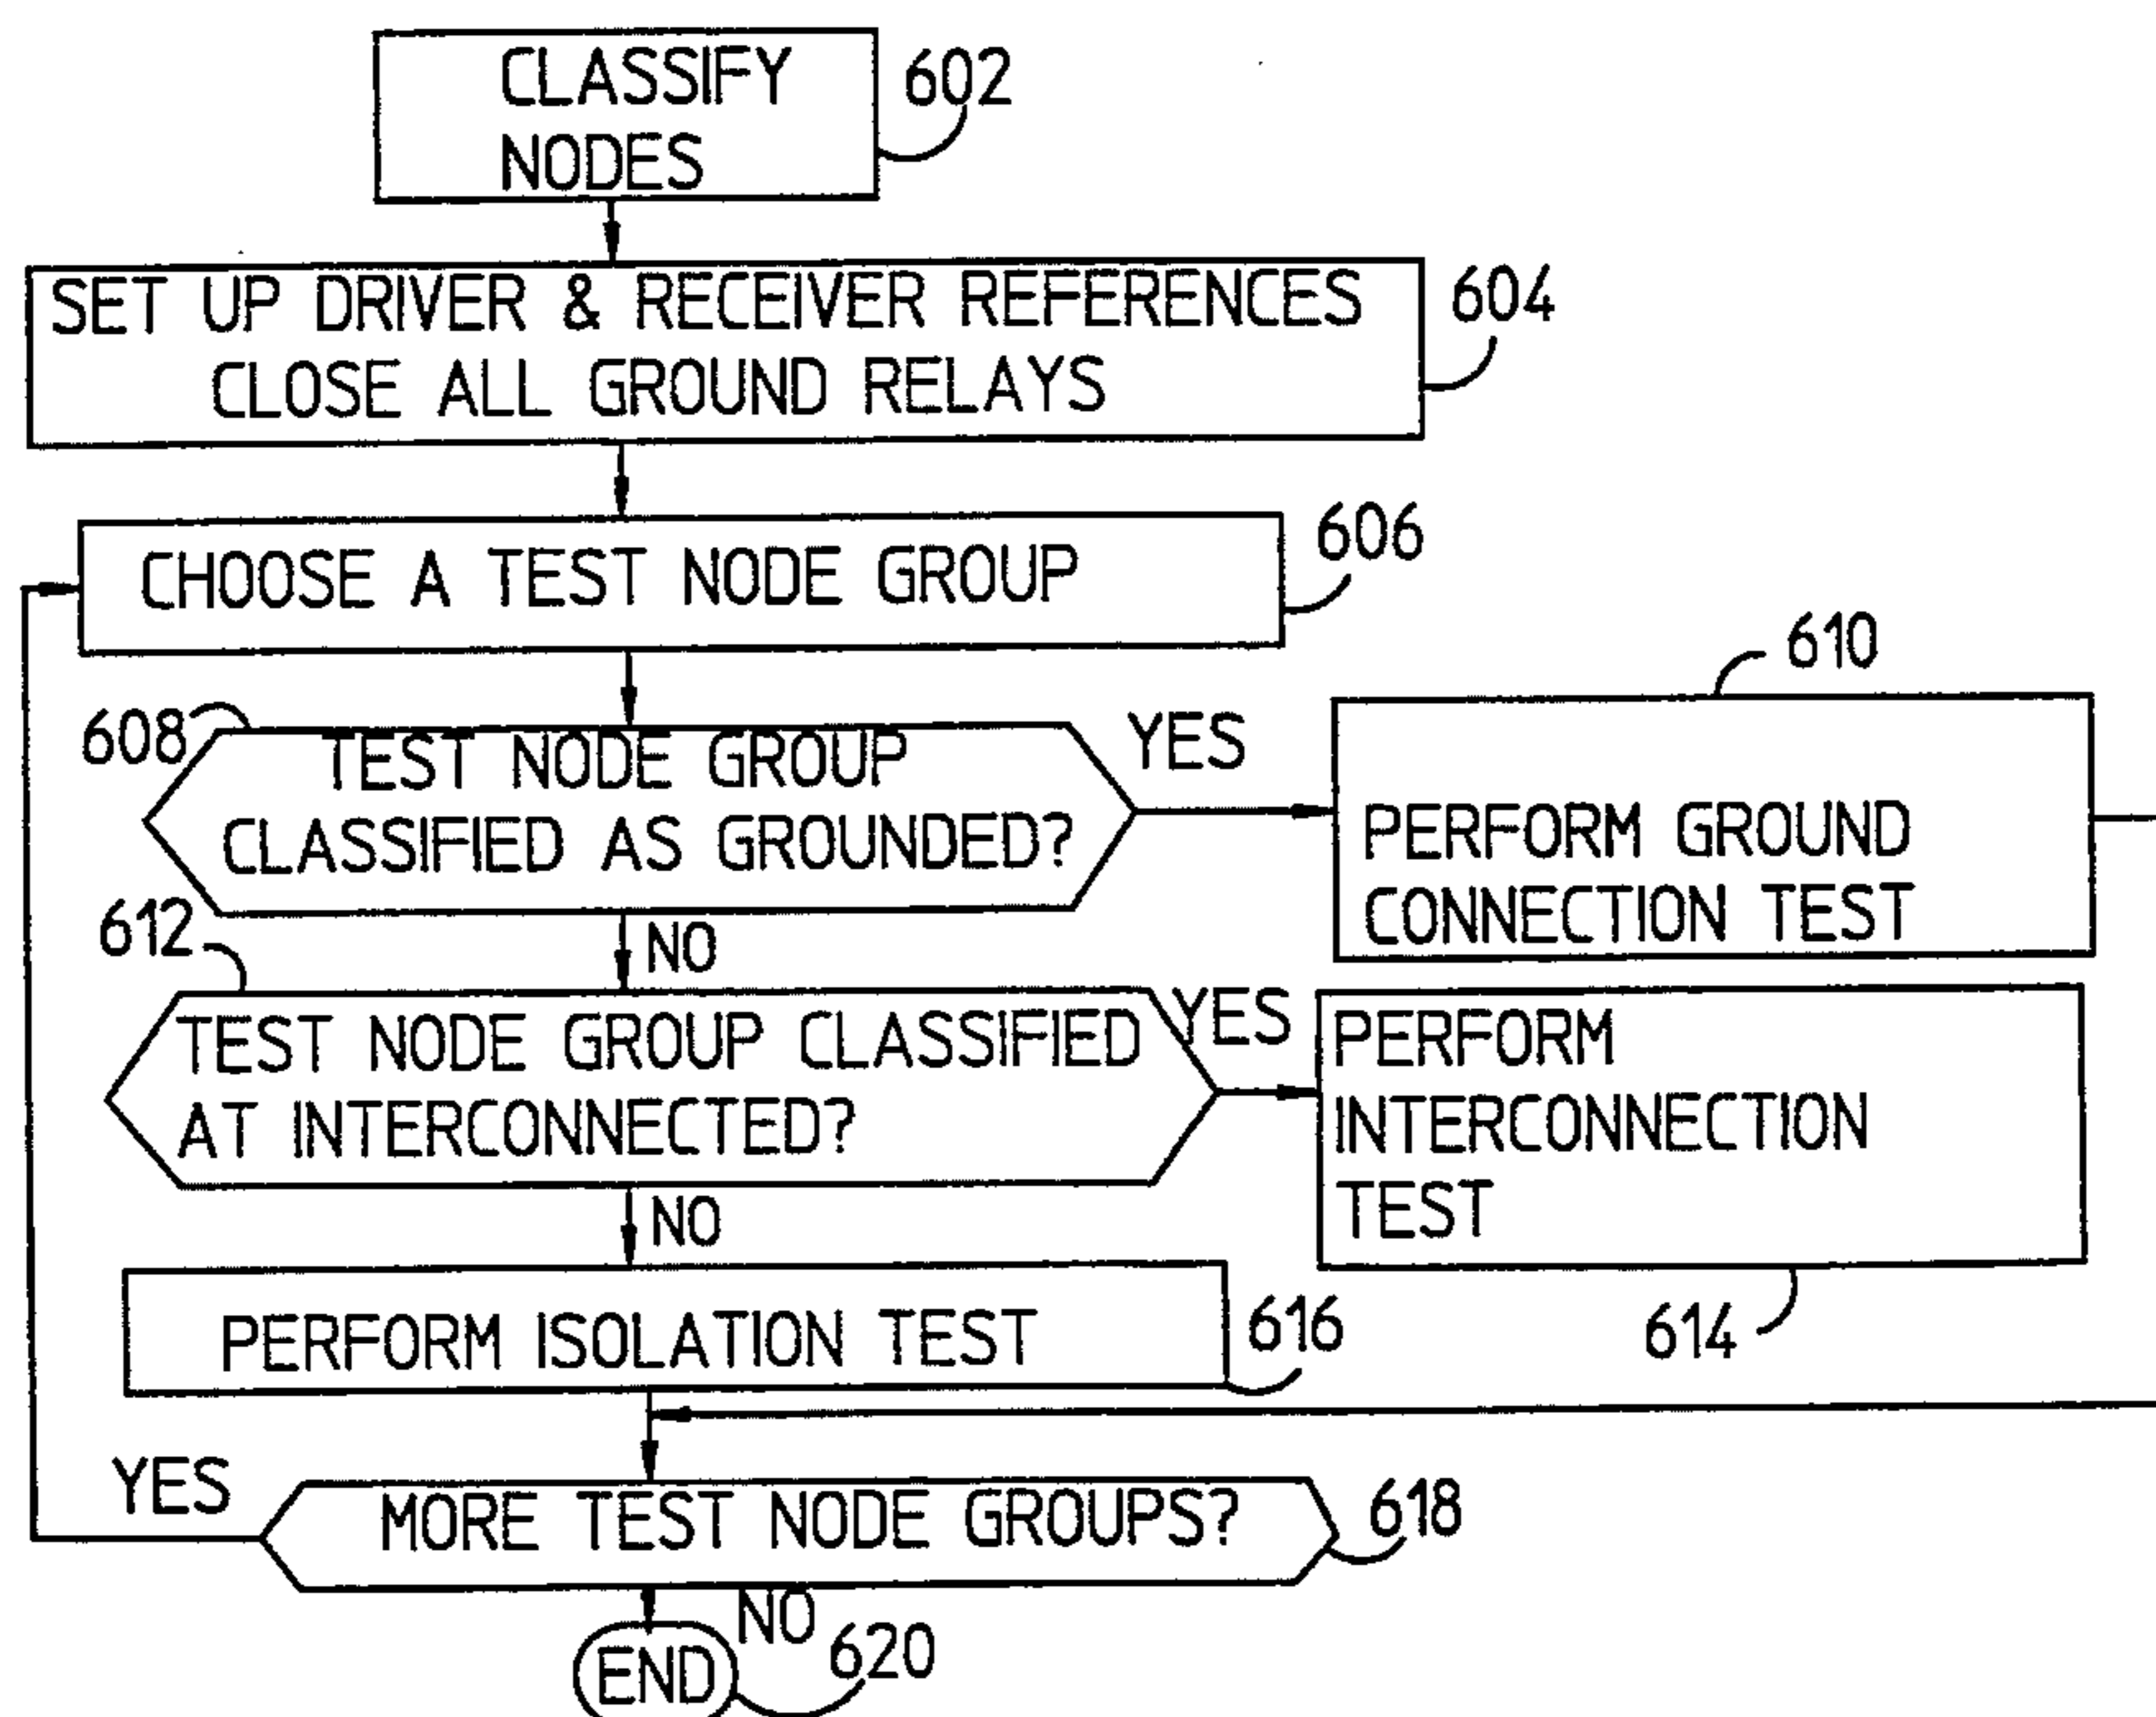 CLASSIFY
NODES
602
SET UP DRIVER & RECEIVER REFERENCES
CLOSE ALL GROUND RELAYS
604
CHOOSE A TEST NODE GROUP
606
608
TEST NODE GROUP
CLASSIFIED AS GROUNDED?
YES
610
PERFORM GROUND
CONNECTION TEST
NO
612
TEST NODE GROUP CLASSIFIED
AT INTERCONNECTED?
YES
PERFORM
INTERCONNECTION
TEST
614
NO
PERFORM ISOLATION TEST
616
YES
MORE TEST NODE GROUPS?
618
NO
END
620